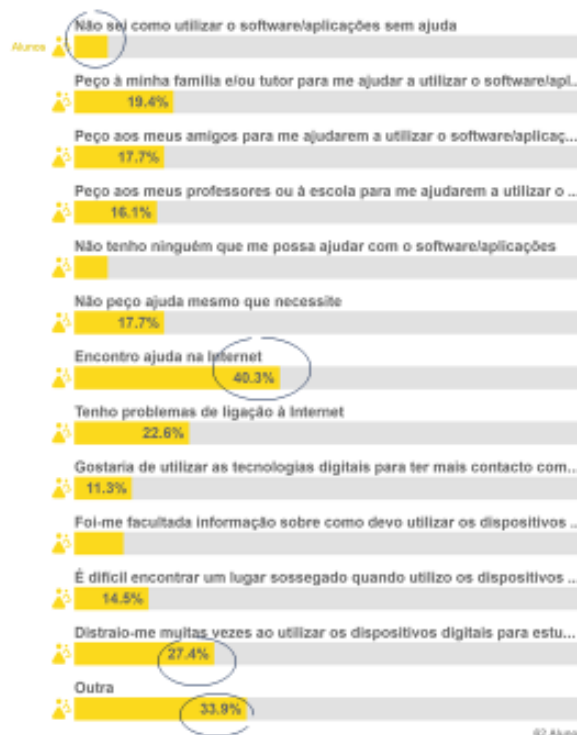 Não sei como utilizar o software/aplicações sem ajuda
Alunos
Peço à minha família e/ou tutor para me ajudar a utilizar o software/apl...
19.4%
Peço aos meus amigos para me ajudarem a utilizar o software/aplicaç...
17.7%
Peço aos meus professores ou à escola para me ajudarem a utilizar o ...
16.1%
Não tenho ninguém que me possa ajudar com o software/aplicações
Não peço ajuda mesmo que necessite
17.7%
Encontro ajuda na Internet
40.3%
Tenho problemas de ligação à Internet
22.6%
Gostaria de utilizar as tecnologias digitais para ter mais contacto com...
11.3%
Foi-me facultada informação sobre como devo utilizar os dispositivos ...
É difícil encontrar um lugar sossegado quando utilizo os dispositivos ...
14.5%
Distraio-me muitas vezes ao utilizar os dispositivos digitais para estu...
27.4%
Outra
33.9%